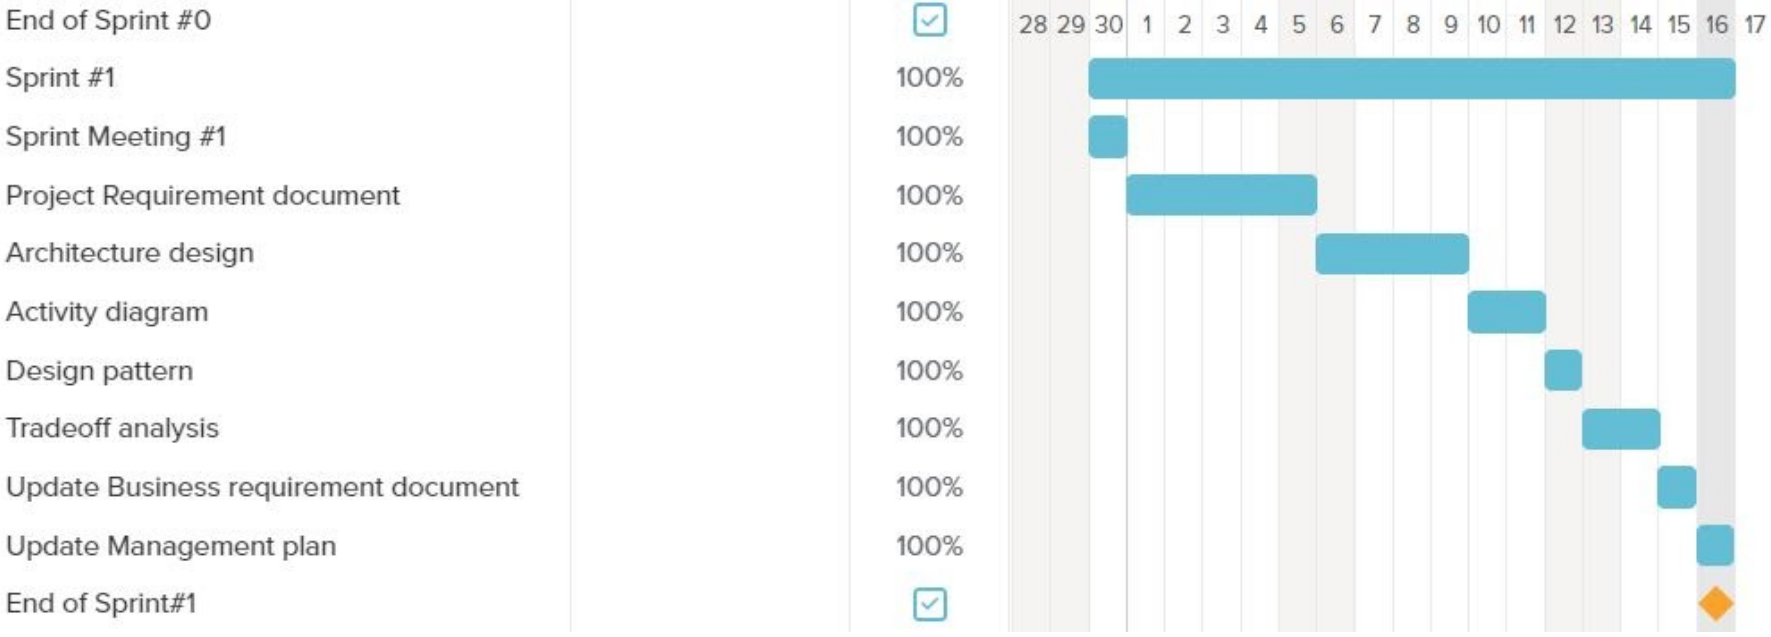 End of Sprint #0 28 29 30 1 2 3 4 5 6 7 8 9 10 11 12 13 14 15 16 17
Sprint #1 100%
Sprint Meeting #1 100%
Project Requirement document 100%
Architecture design 100%
Activity diagram 100%
Design pattern 100%
Tradeoff analysis 100%
Update Business requirement document 100%
Update Management plan 100%
End of Sprint#1